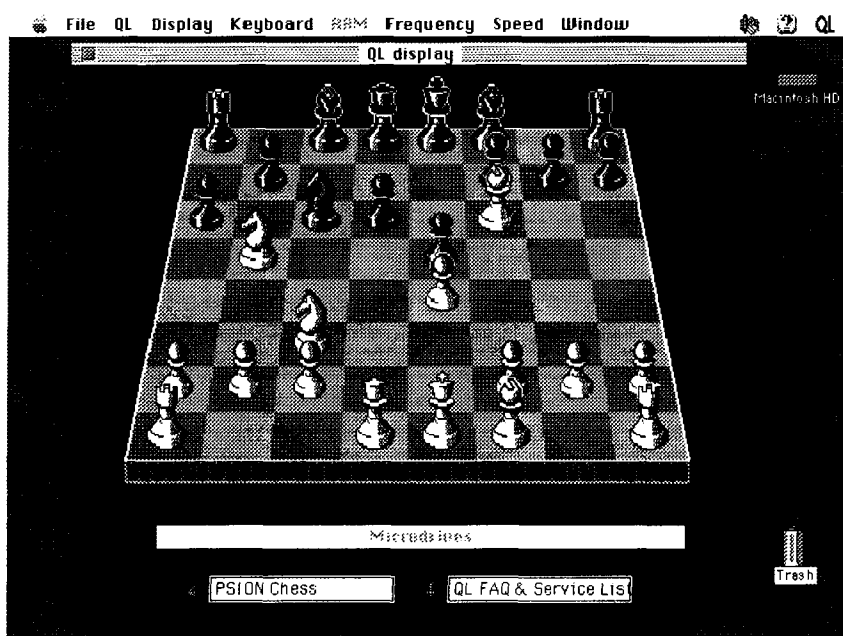 File QL Display Keyboard RAM Frequency Speed Window QL
QL display
Macintosh HD
Microdrives
Trash
PSION Chess
QL FAQ & Service List